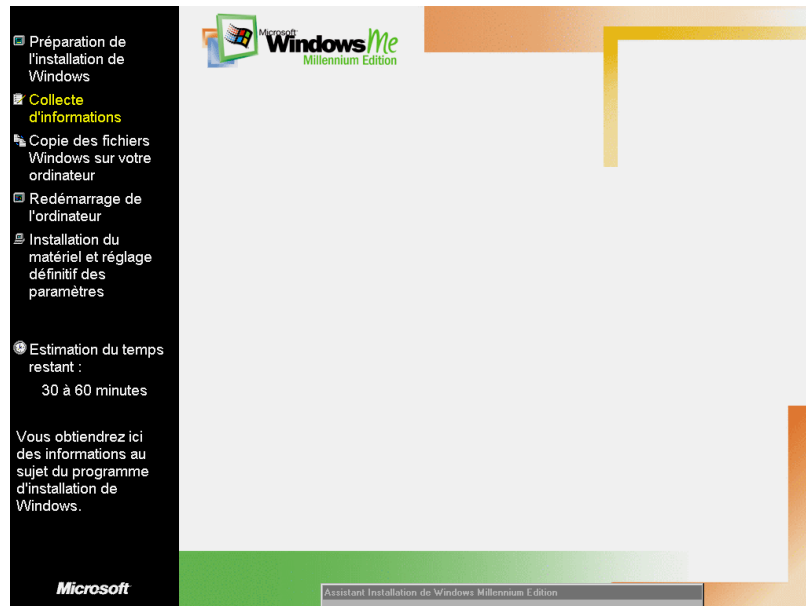 Préparation de
l'installation de
Windows
Collecte
d'informations
Copie des fichiers
Windows sur votre
ordinateur
Redémarrage de
l'ordinateur
Installation du
matériel et réglage
définitif des
paramètres
Estimation du temps
restant :
30 à 60 minutes
Vous obtiendrez ici
des informations au
sujet du programme
d'installation de
Windows.
Microsoft
Microsoft
Windows Me
Millennium Edition
Assistant Installation de Windows Millennium Edition